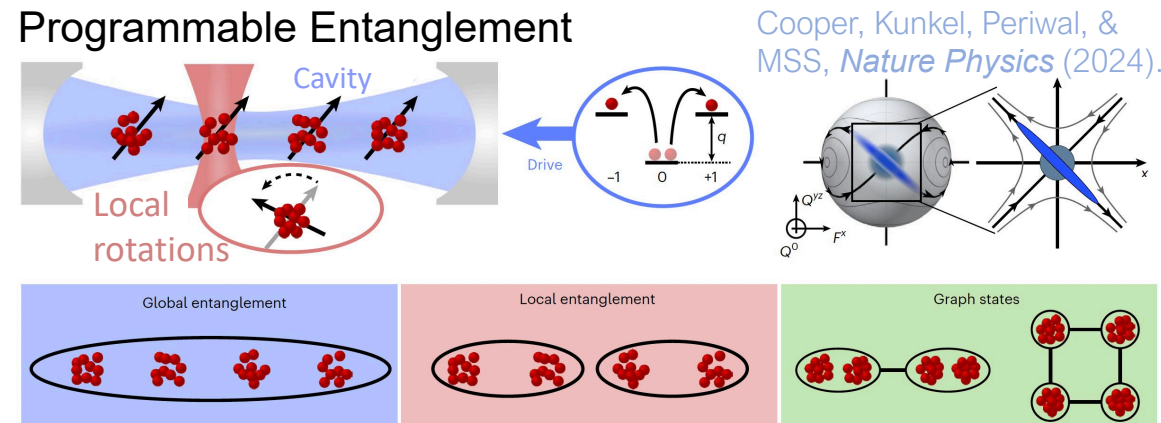 Programmable Entanglement
Cooper, Kunkel, Periwal, &
MSS, Nature Physics (2024).
Cavity
Drive
q
−1 0 +1
Local
rotations
Q^{yz}
F^x
Q^0
x
Global entanglement
Local entanglement
Graph states